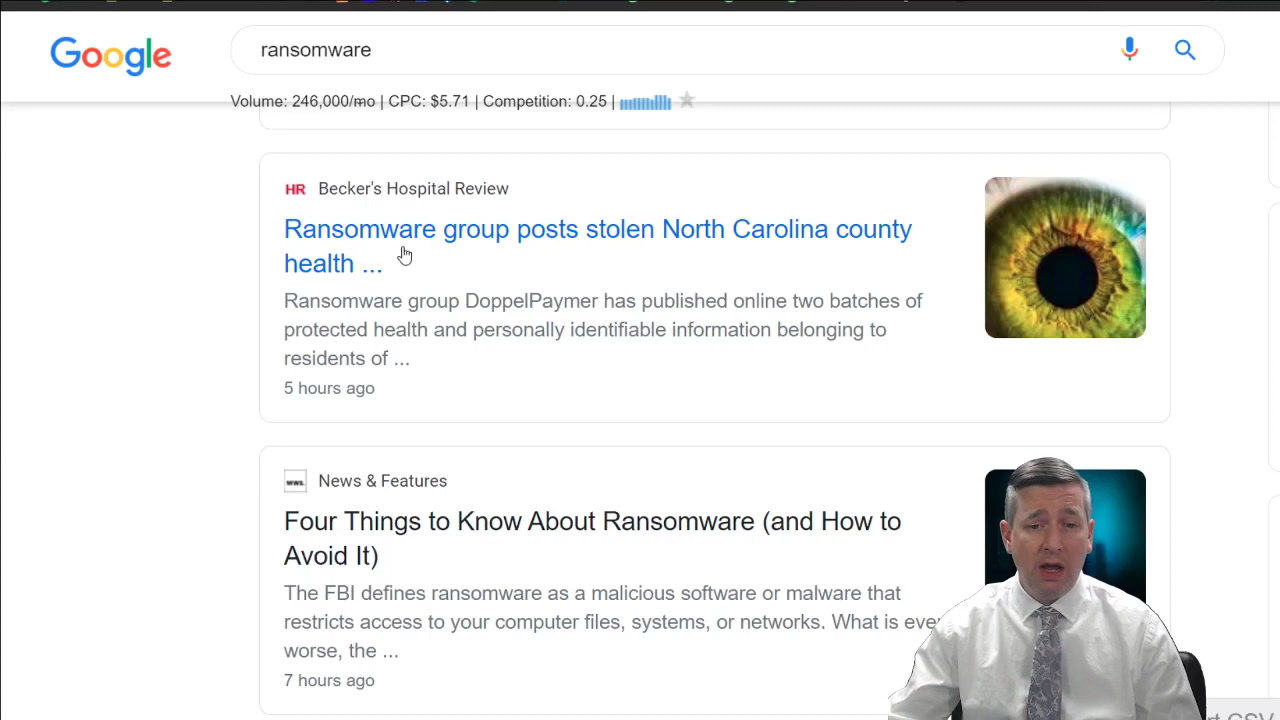 Google
ransomware
Volume: 246,000/mo | CPC: $5.71 | Competition: 0.25 |
HR Becker's Hospital Review
Ransomware group posts stolen North Carolina county
health ...
Ransomware group DoppelPaymer has published online two batches of
protected health and personally identifiable information belonging to
residents of ...
5 hours ago
mws. News & Features
Four Things to Know About Ransomware (and How to
Avoid It)
The FBI defines ransomware as a malicious software or malware that
restricts access to your computer files, systems, or networks. What is eve
worse, the ...
7 hours ago